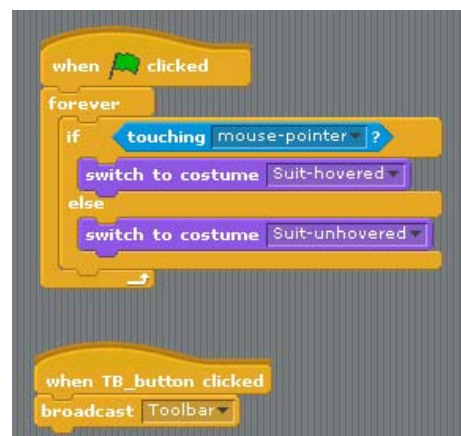 when clicked
forever
if touching mouse-pointer ?
switch to costume Suit-hovered
else
switch to costume Suit-unhovered
when TB_button clicked
broadcast Toolbar